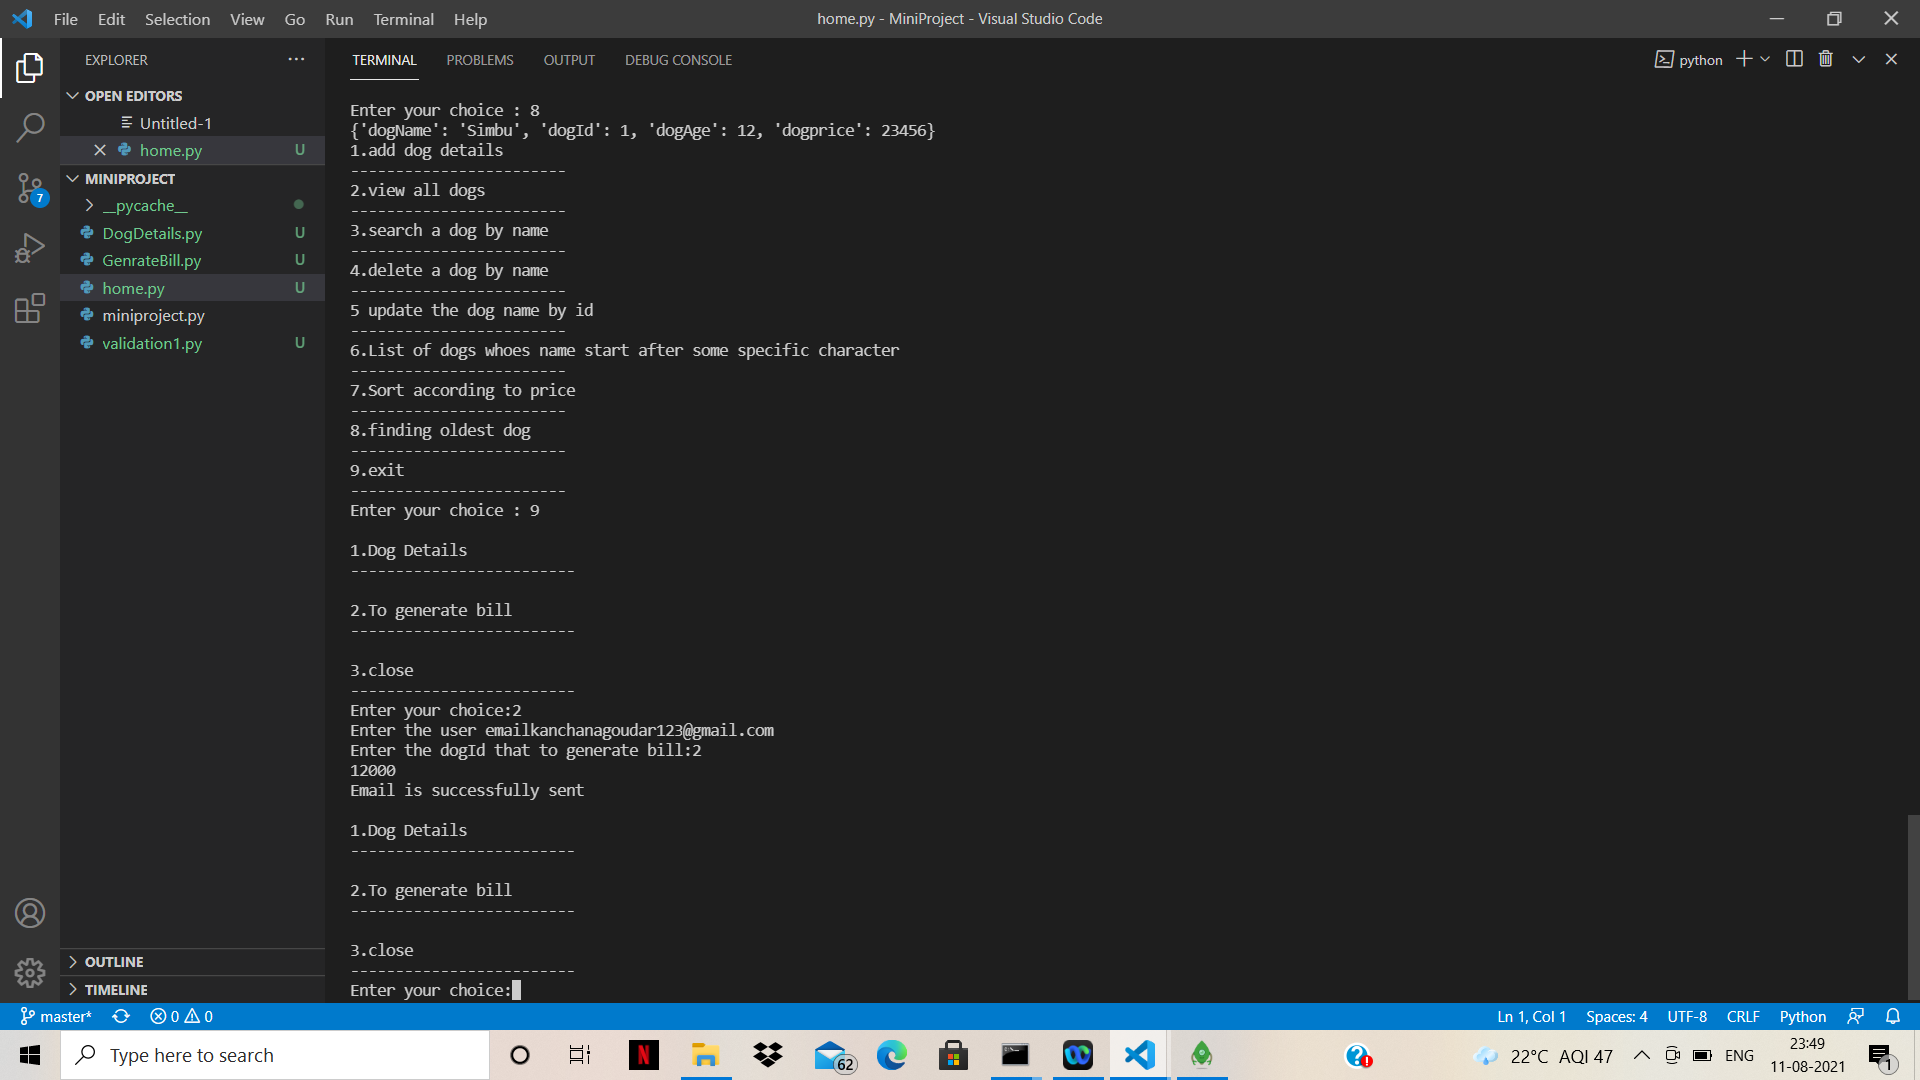 File Edit Selection View Go Run Terminal Help
home.py - MiniProject - Visual Studio Code
EXPLORER
OPEN EDITORS
Untitled-1
home.py U
MINIPROJECT
__pycache__
DogDetails.py U
GenrateBill.py U
home.py U
miniproject.py
validation1.py U
OUTLINE
TIMELINE
7
TERMINAL PROBLEMS OUTPUT DEBUG CONSOLE
python
Enter your choice : 8
{'dogName': 'Simbu', 'dogId': 1, 'dogAge': 12, 'dogprice': 23456}
1.add dog details
------------------------
2.view all dogs
------------------------
3.search a dog by name
------------------------
4.delete a dog by name
------------------------
5 update the dog name by id
------------------------
6.List of dogs whoes name start after some specific character
------------------------
7.Sort according to price
------------------------
8.finding oldest dog
------------------------
9.exit
------------------------
Enter your choice : 9
1.Dog Details
-------------------------
2.To generate bill
-------------------------
3.close
-------------------------
Enter your choice:2
Enter the user emailkanchanagoudar123@gmail.com
Enter the dogId that to generate bill:2
12000
Email is successfully sent
1.Dog Details
-------------------------
2.To generate bill
-------------------------
3.close
-------------------------
Enter your choice:
master* 0 0
Ln 1, Col 1 Spaces: 4 UTF-8 CRLF Python
Type here to search
62
22°C AQI 47
ENG
23:49
11-08-2021
1